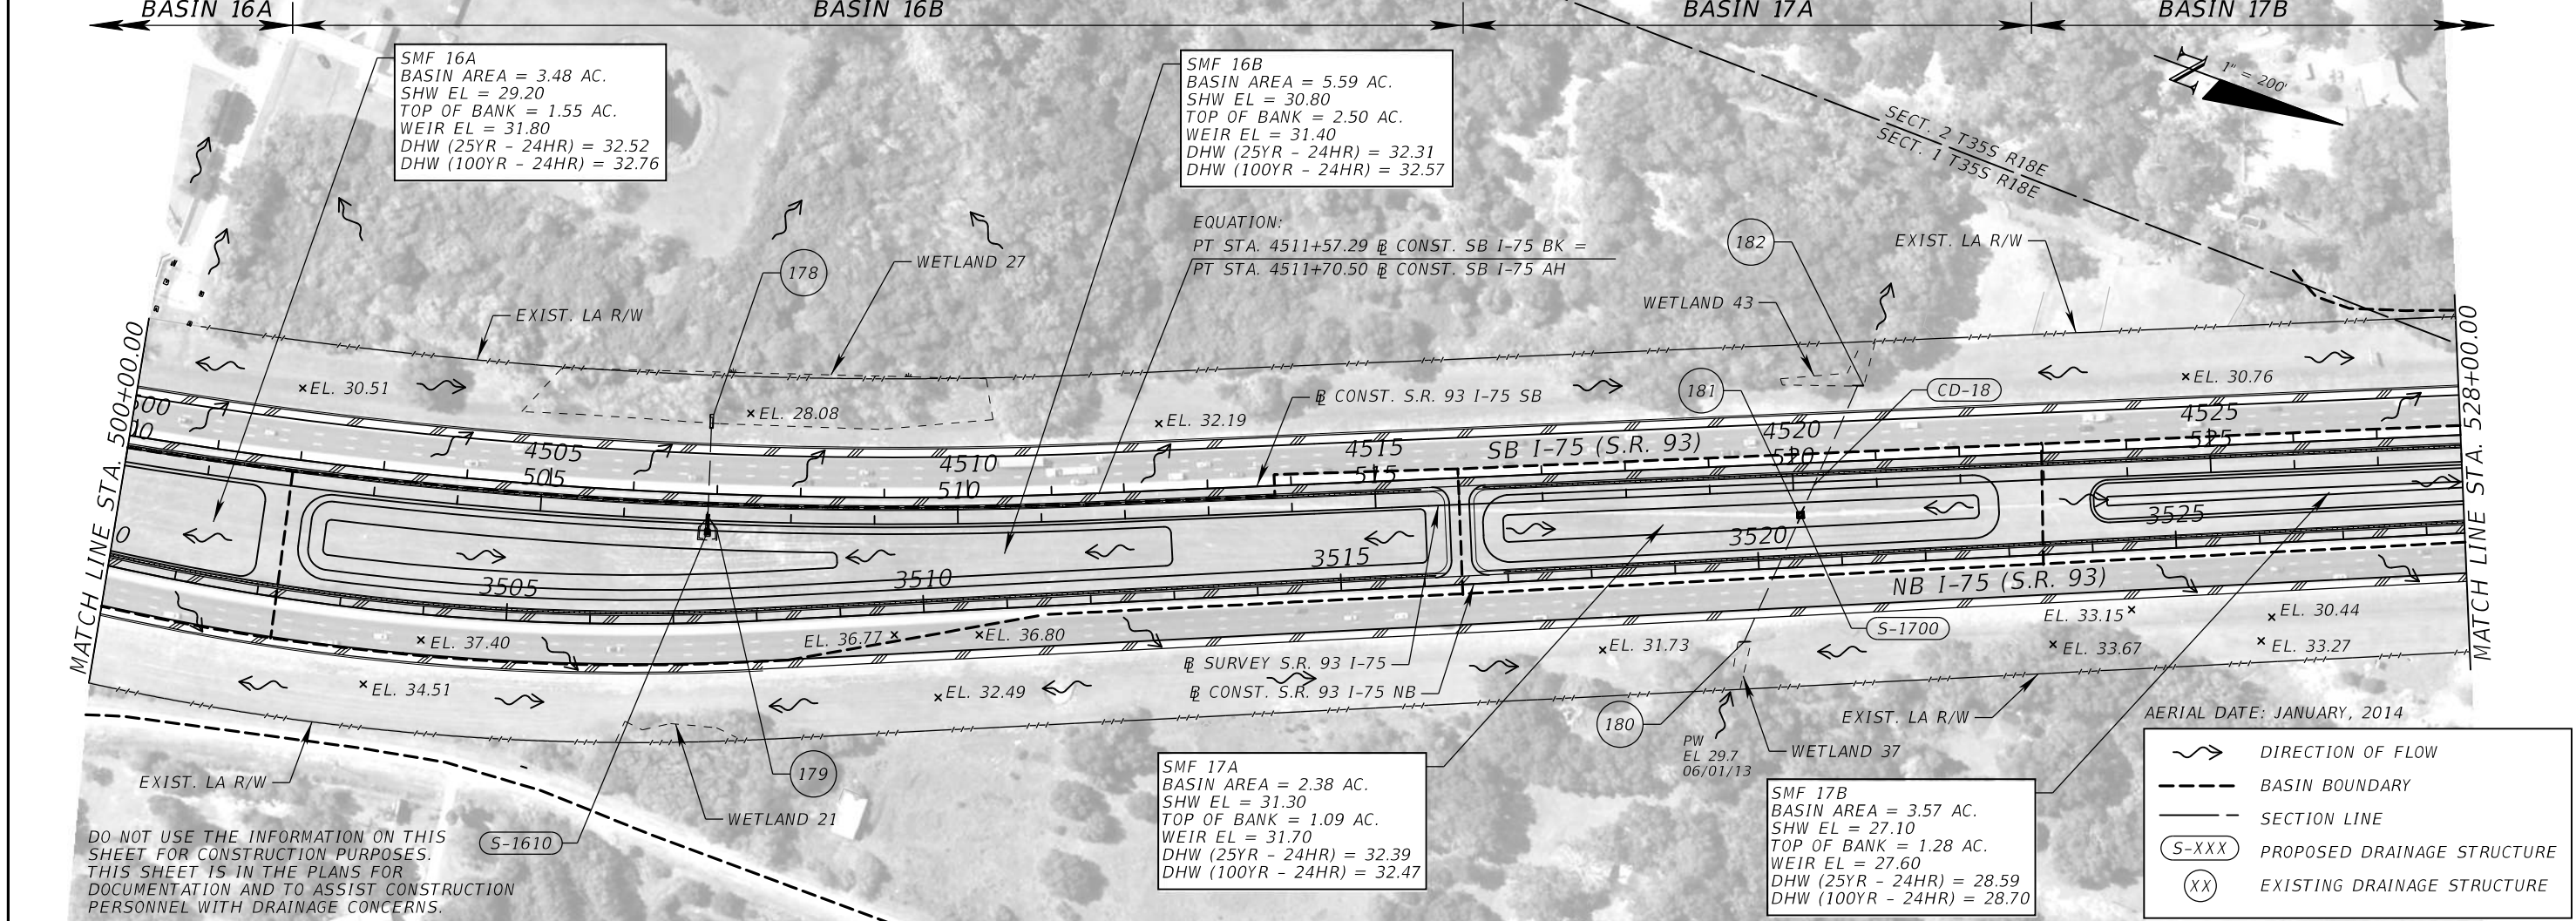 BASIN 16A
BASIN 16B
BASIN 17A
BASIN 17B
SMF 16A
BASIN AREA = 3.48 AC.
SHW EL = 29.20
TOP OF BANK = 1.55 AC.
WEIR EL = 31.80
DHW (25YR - 24HR) = 32.52
DHW (100YR - 24HR) = 32.76
SMF 16B
BASIN AREA = 5.59 AC.
SHW EL = 30.80
TOP OF BANK = 2.50 AC.
WEIR EL = 31.40
DHW (25YR - 24HR) = 32.31
DHW (100YR - 24HR) = 32.57
N
1" = 200'
SECT. 2 T35S R18E
SECT. 1 T35S R18E
EQUATION:
PT STA. 4511+57.29 ℄ CONST. SB I-75 BK =
PT STA. 4511+70.50 ℄ CONST. SB I-75 AH
178
WETLAND 27
182
EXIST. LA R/W
WETLAND 43
EXIST. LA R/W
MATCH LINE STA. 500+00.00
MATCH LINE STA. 528+00.00
EL. 30.51
EL. 28.08
EL. 32.19
EL. 30.76
℄ CONST. S.R. 93 I-75 SB
181
CD-18
4505
505
4510
510
4515
515
SB I-75 (S.R. 93)
4520
520
4525
525
3505
3510
3515
3520
3525
NB I-75 (S.R. 93)
EL. 37.40
EL. 36.77
EL. 36.80
EL. 31.73
S-1700
EL. 33.15
EL. 30.44
EL. 33.67
EL. 33.27
EL. 34.51
EL. 32.49
℄ SURVEY S.R. 93 I-75
℄ CONST. S.R. 93 I-75 NB
180
EXIST. LA R/W
PW
EL 29.7
06/01/13
WETLAND 37
EXIST. LA R/W
179
WETLAND 21
S-1610
SMF 17A
BASIN AREA = 2.38 AC.
SHW EL = 31.30
TOP OF BANK = 1.09 AC.
WEIR EL = 31.70
DHW (25YR - 24HR) = 32.39
DHW (100YR - 24HR) = 32.47
SMF 17B
BASIN AREA = 3.57 AC.
SHW EL = 27.10
TOP OF BANK = 1.28 AC.
WEIR EL = 27.60
DHW (25YR - 24HR) = 28.59
DHW (100YR - 24HR) = 28.70
AERIAL DATE: JANUARY, 2014
DIRECTION OF FLOW
BASIN BOUNDARY
SECTION LINE
S-XXX PROPOSED DRAINAGE STRUCTURE
XX EXISTING DRAINAGE STRUCTURE
DO NOT USE THE INFORMATION ON THIS
SHEET FOR CONSTRUCTION PURPOSES.
THIS SHEET IS IN THE PLANS FOR
DOCUMENTATION AND TO ASSIST CONSTRUCTION
PERSONNEL WITH DRAINAGE CONCERNS.